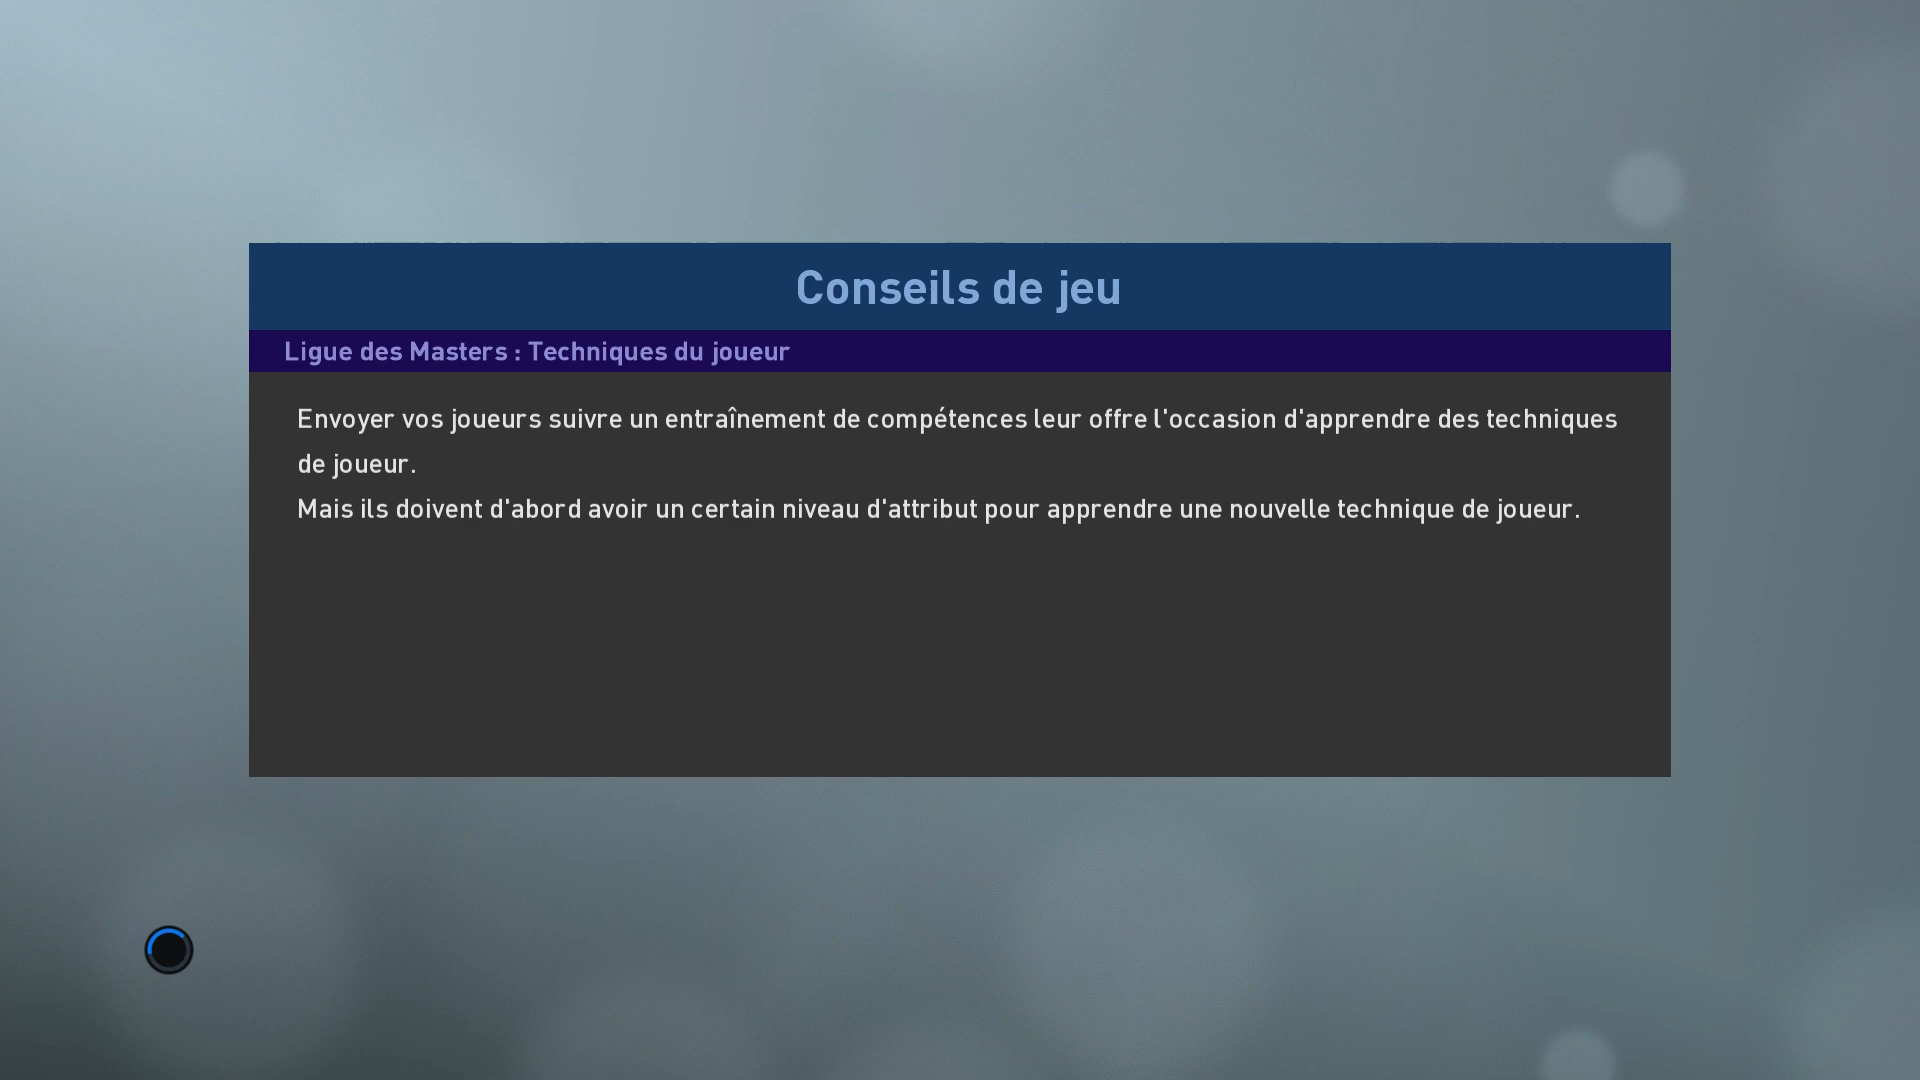 Conseils de jeu
Ligue des Masters : Techniques du joueur
Envoyer vos joueurs suivre un entraînement de compétences leur offre l'occasion d'apprendre des techniques
de joueur.
Mais ils doivent d'abord avoir un certain niveau d'attribut pour apprendre une nouvelle technique de joueur.